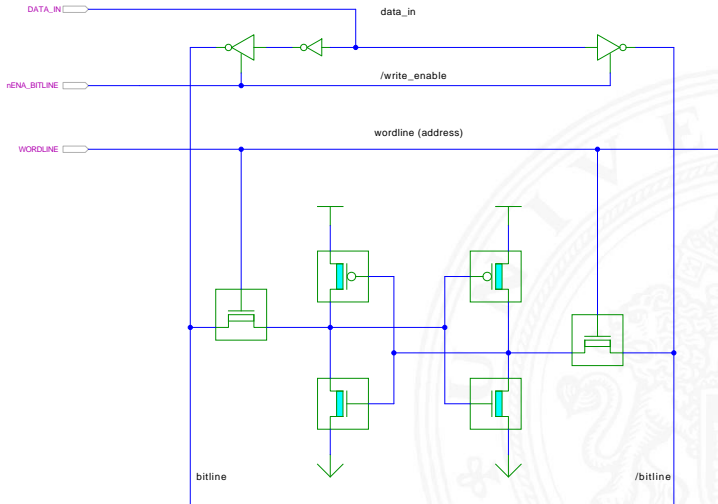 DATA_IN
data_in
nENA_BITLINE
/write_enable
WORDLINE
wordline (address)
bitline
/bitline